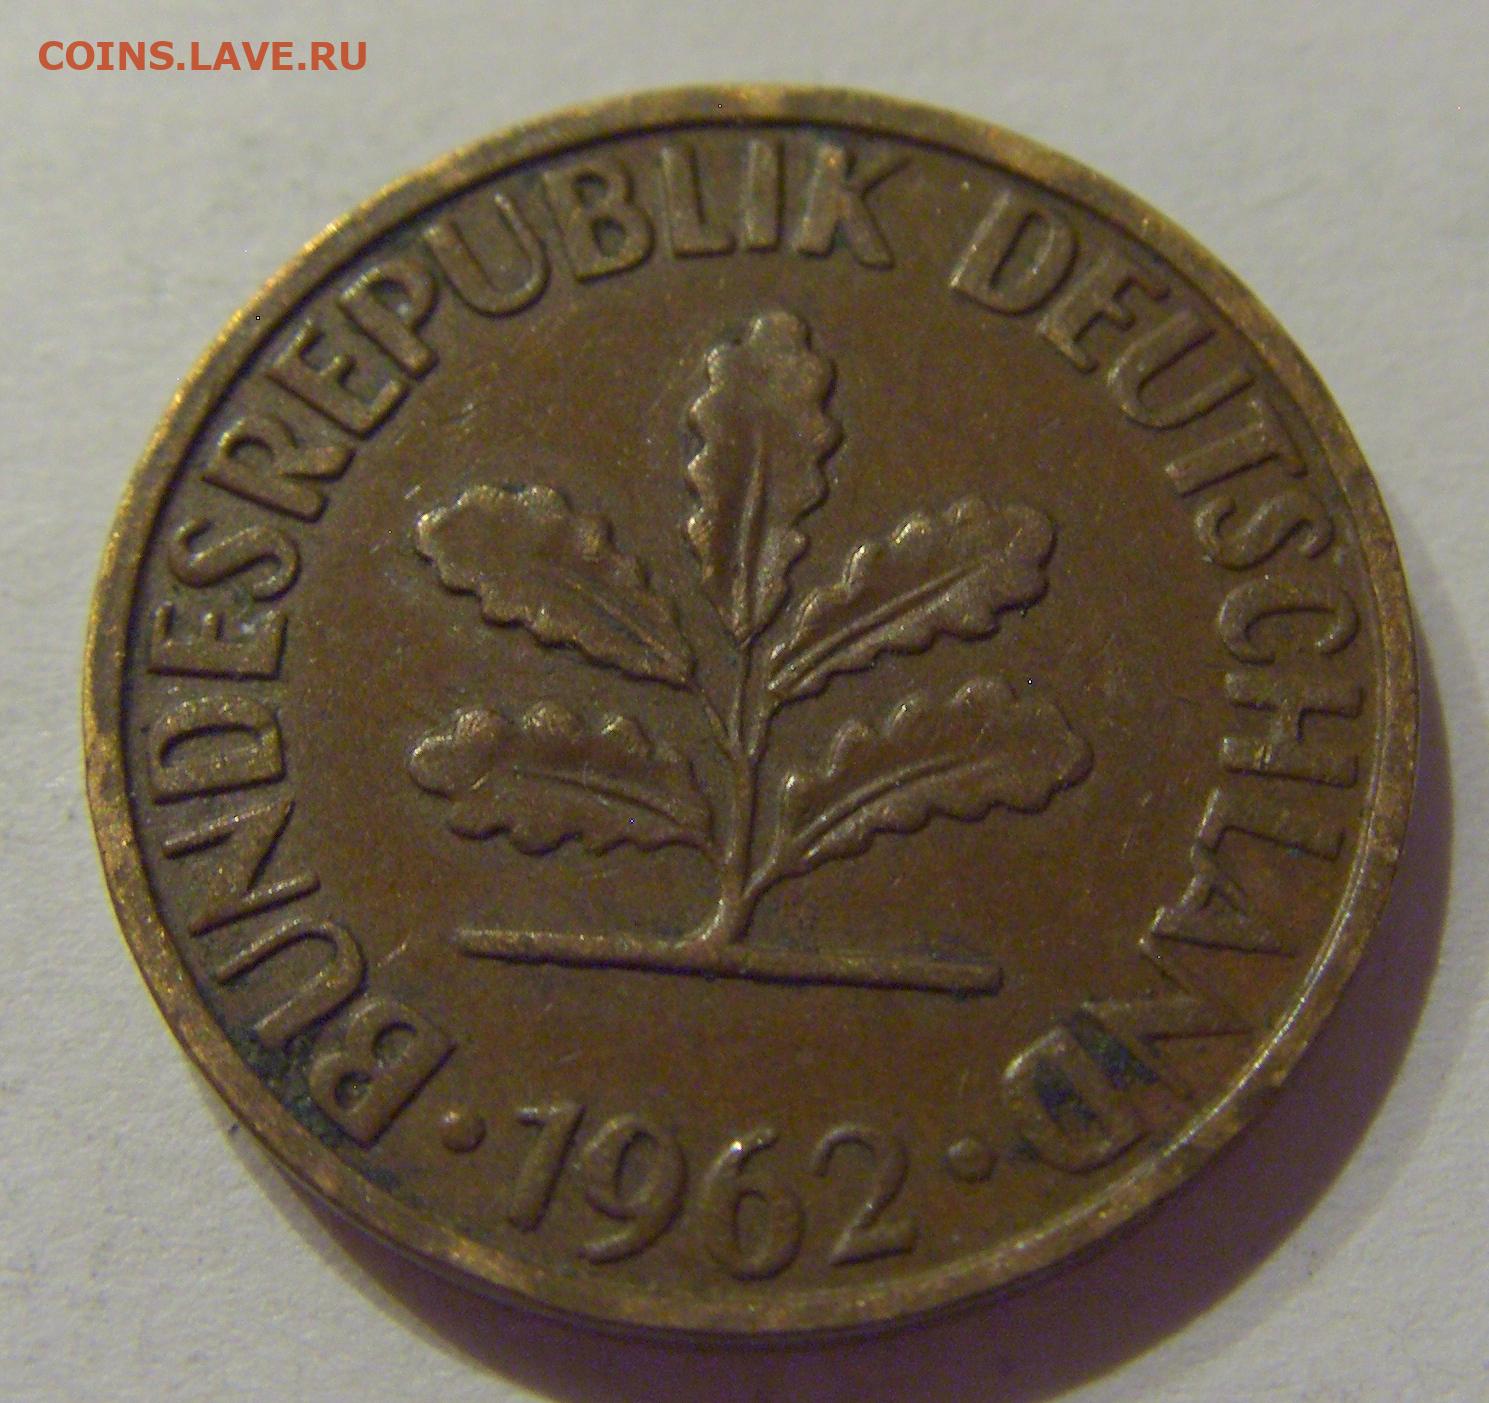 COINS.LAVE.RU
BUNDESREPUBLIK DEUTSCHLAND
· 1962 ·